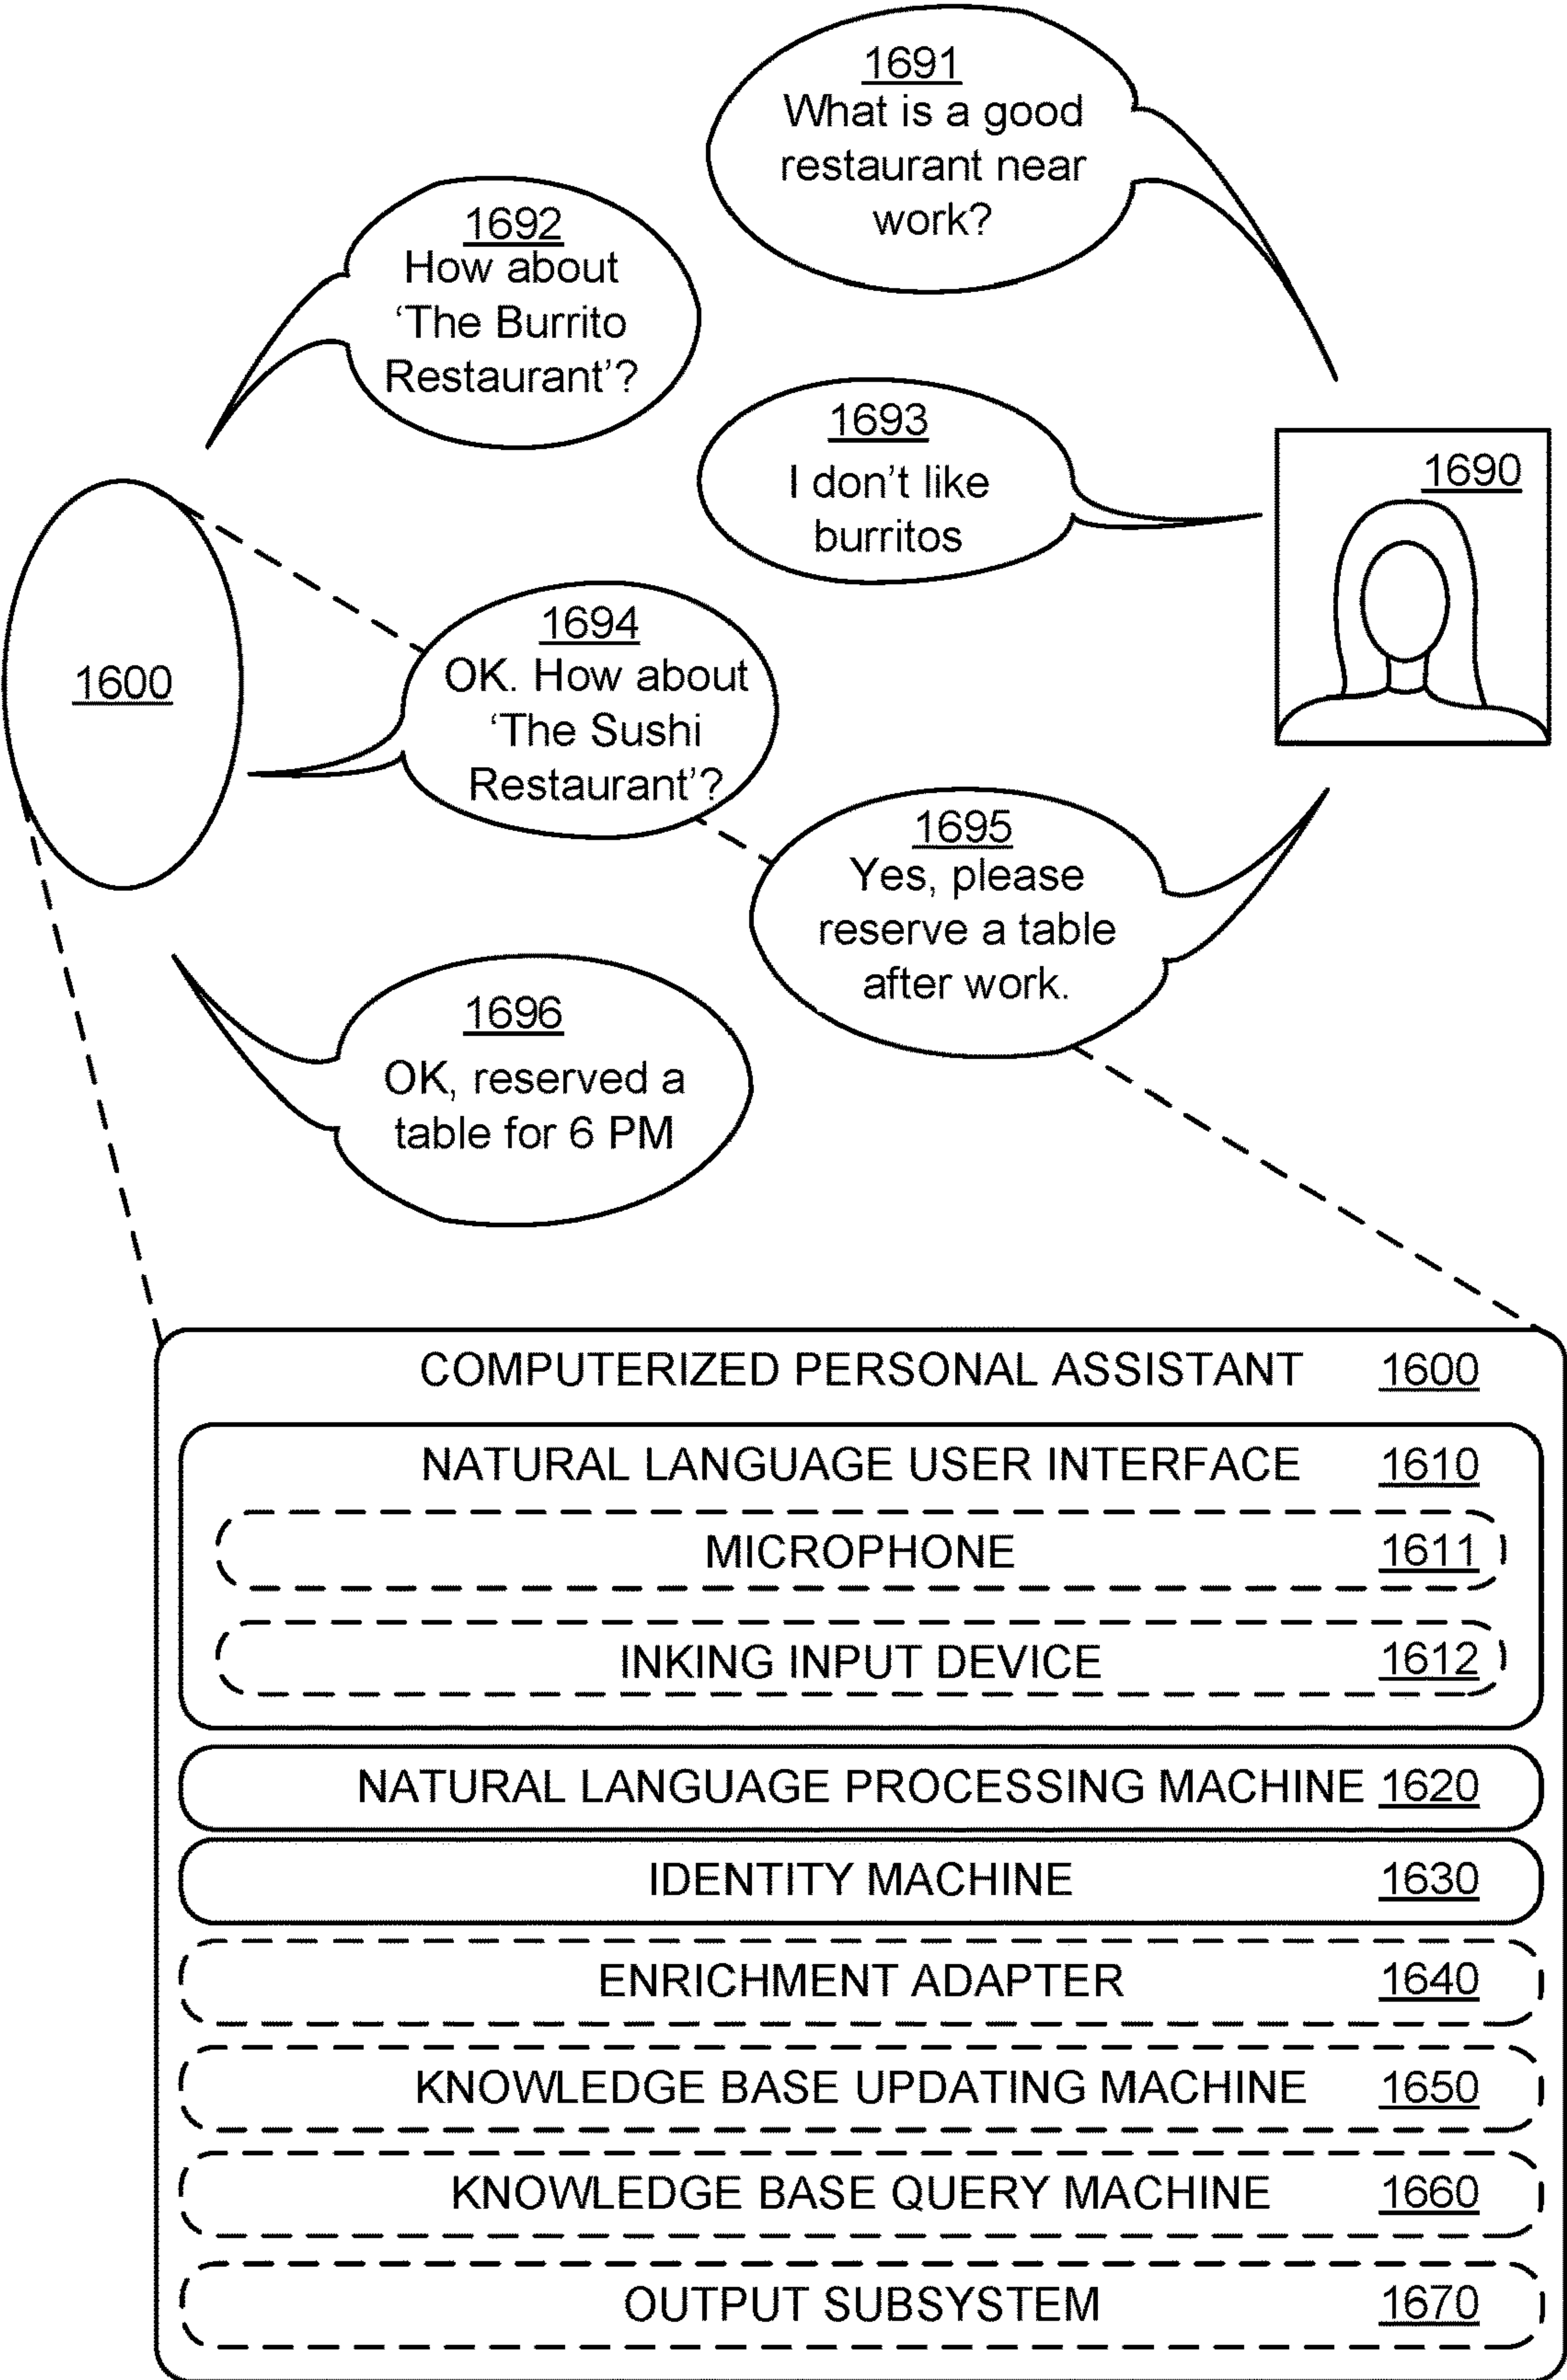 1691
What is a good
restaurant near
work?
1692
How about
‘The Burrito
Restaurant’?
1693
I don’t like
burritos
1690
1600
1694
OK. How about
‘The Sushi
Restaurant’?
1695
Yes, please
reserve a table
after work.
1696
OK, reserved a
table for 6 PM
COMPUTERIZED PERSONAL ASSISTANT 1600
NATURAL LANGUAGE USER INTERFACE 1610
MICROPHONE 1611
INKING INPUT DEVICE 1612
NATURAL LANGUAGE PROCESSING MACHINE 1620
IDENTITY MACHINE 1630
ENRICHMENT ADAPTER 1640
KNOWLEDGE BASE UPDATING MACHINE 1650
KNOWLEDGE BASE QUERY MACHINE 1660
OUTPUT SUBSYSTEM 1670